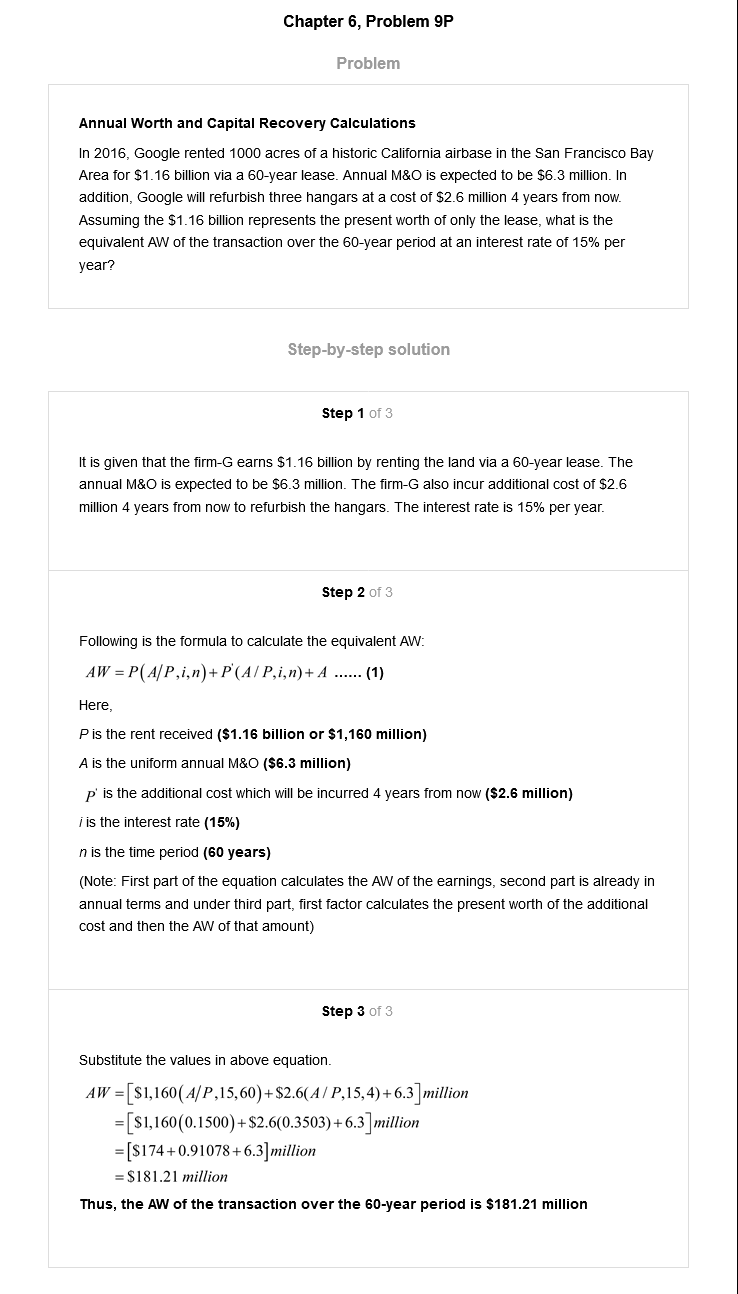 Chapter 6, Problem 9P
Problem
Annual Worth and Capital Recovery Calculations
In 2016, Google rented 1000 acres of a historic California airbase in the San Francisco Bay
Area for $1.16 billion via a 60-year lease. Annual M&O is expected to be $6.3 million. In
addition, Google will refurbish three hangars at a cost of $2.6 million 4 years from now.
Assuming the $1.16 billion represents the present worth of only the lease, what is the
equivalent AW of the transaction over the 60-year period at an interest rate of 15% per
year?
Step-by-step solution
Step 1 of 3
It is given that the firm-G earns $1.16 billion by renting the land via a 60-year lease. The
annual M&O is expected to be $6.3 million. The firm-G also incur additional cost of $2.6
million 4 years from now to refurbish the hangars. The interest rate is 15% per year.
Step 2 of 3
Following is the formula to calculate the equivalent AW:
AW = P(A/P,i,n)+P'(A/P,i,n)+A ...... (1)
Here,
P is the rent received ($1.16 billion or $1,160 million)
A is the uniform annual M&O ($6.3 million)
P' is the additional cost which will be incurred 4 years from now ($2.6 million)
i is the interest rate (15%)
n is the time period (60 years)
(Note: First part of the equation calculates the AW of the earnings, second part is already in
annual terms and under third part, first factor calculates the present worth of the additional
cost and then the AW of that amount)
Step 3 of 3
Substitute the values in above equation.
AW = [$1,160(A/P,15,60)+$2.6(A/P,15,4)+6.3]million
= [$1,160(0.1500)+$2.6(0.3503)+6.3]million
= [$174+0.91078+6.3]million
= $181.21 million
Thus, the AW of the transaction over the 60-year period is $181.21 million